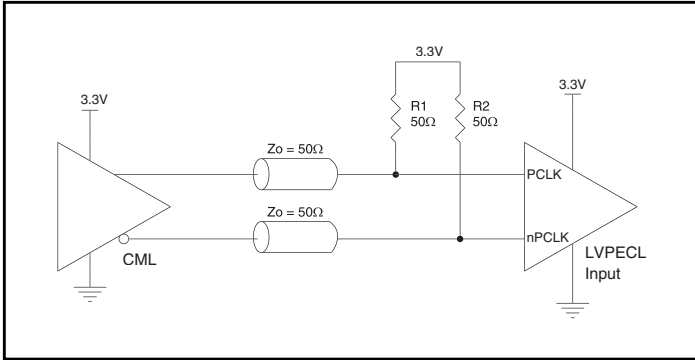 3.3V
3.3V
3.3V
R1
50Ω
R2
50Ω
Zo = 50Ω
PCLK
Zo = 50Ω
nPCLK
CML
LVPECL
Input